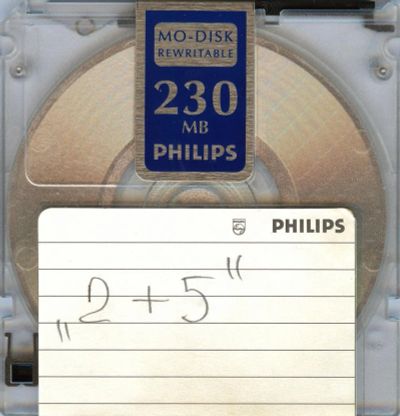 MO-DISK
REWRITABLE
230
MB
PHILIPS
PHILIPS
„2 + 5“